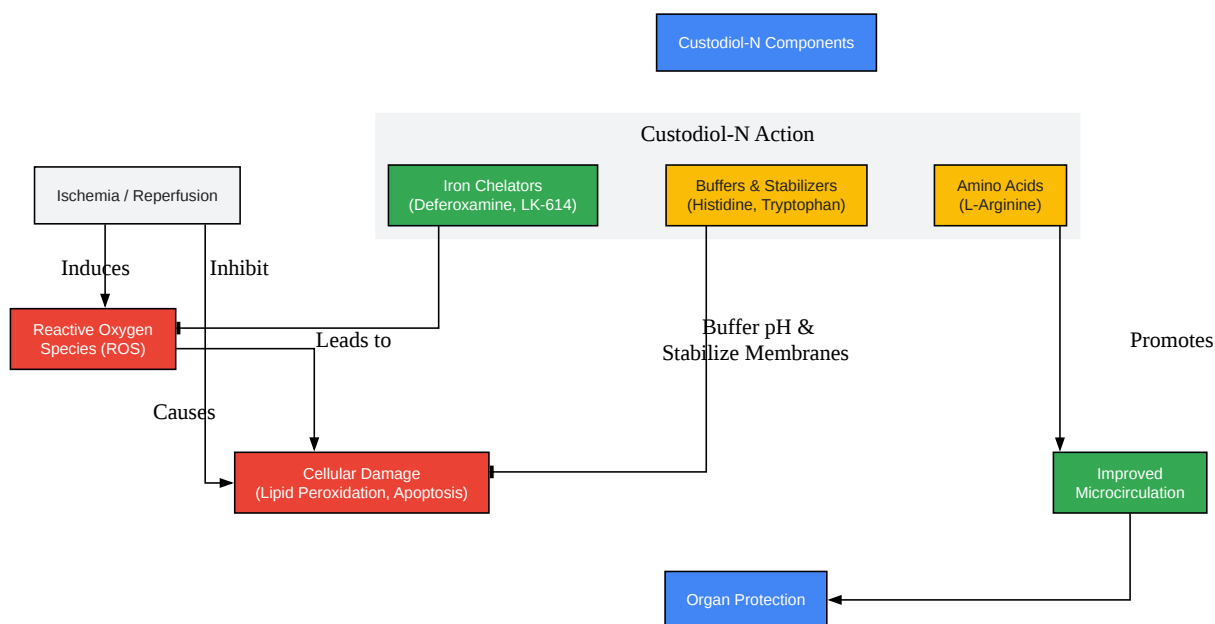 Custodiol-N Components
Custodiol-N Action
Ischemia / Reperfusion
Iron Chelators
(Deferoxamine, LK-614)
Buffers & Stabilizers
(Histidine, Tryptophan)
Amino Acids
(L-Arginine)
Induces
Inhibit
Reactive Oxygen
Species (ROS)
Leads to
Buffer pH &
Stabilize Membranes
Promotes
Causes
Cellular Damage
(Lipid Peroxidation, Apoptosis)
Improved
Microcirculation
Organ Protection